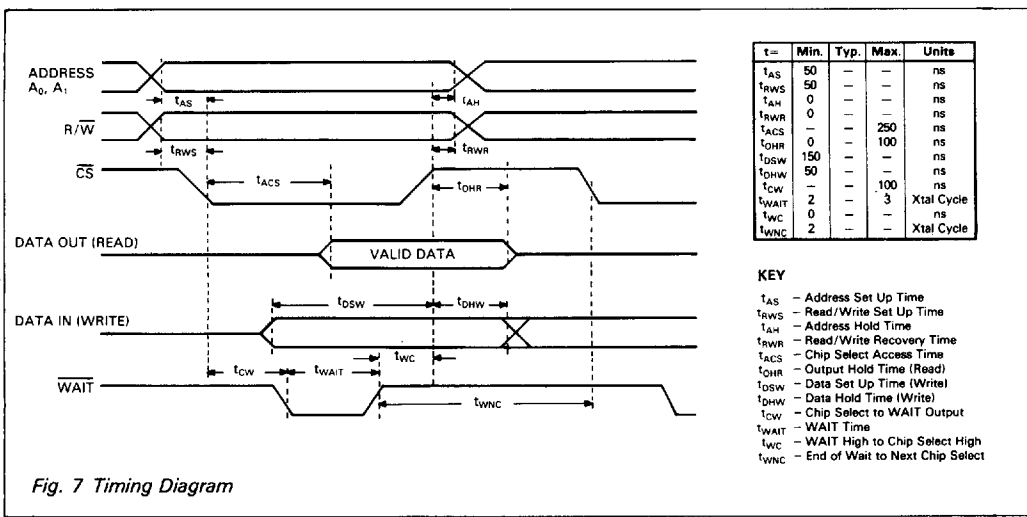 ADDRESS
A₀, A₁
tAS
tAH
R/W̅
tRWS
tRWR
C̅S̅
tACS
tOHR
DATA OUT (READ)
VALID DATA
tDSW
tDHW
DATA IN (WRITE)
tWC
tCW
tWAIT
W̅A̅I̅T̅
tWNC
t= Min. Typ. Max. Units
tAS 50 – – ns
tRWS 50 – – ns
tAH 0 – – ns
tRWR 0 – – ns
tACS – – 250 ns
tOHR 0 – 100 ns
tDSW 150 – – ns
tDHW 50 – – ns
tCW – – 100 ns
tWAIT 2 – 3 Xtal Cycle
tWC 0 – – ns
tWNC 2 – – Xtal Cycle
KEY
tAS – Address Set Up Time
tRWS – Read/Write Set Up Time
tAH – Address Hold Time
tRWR – Read/Write Recovery Time
tACS – Chip Select Access Time
tOHR – Output Hold Time (Read)
tDSW – Data Set Up Time (Write)
tDHW – Data Hold Time (Write)
tCW – Chip Select to WAIT Output
tWAIT – WAIT Time
tWC – WAIT High to Chip Select High
tWNC – End of Wait to Next Chip Select
Fig. 7 Timing Diagram